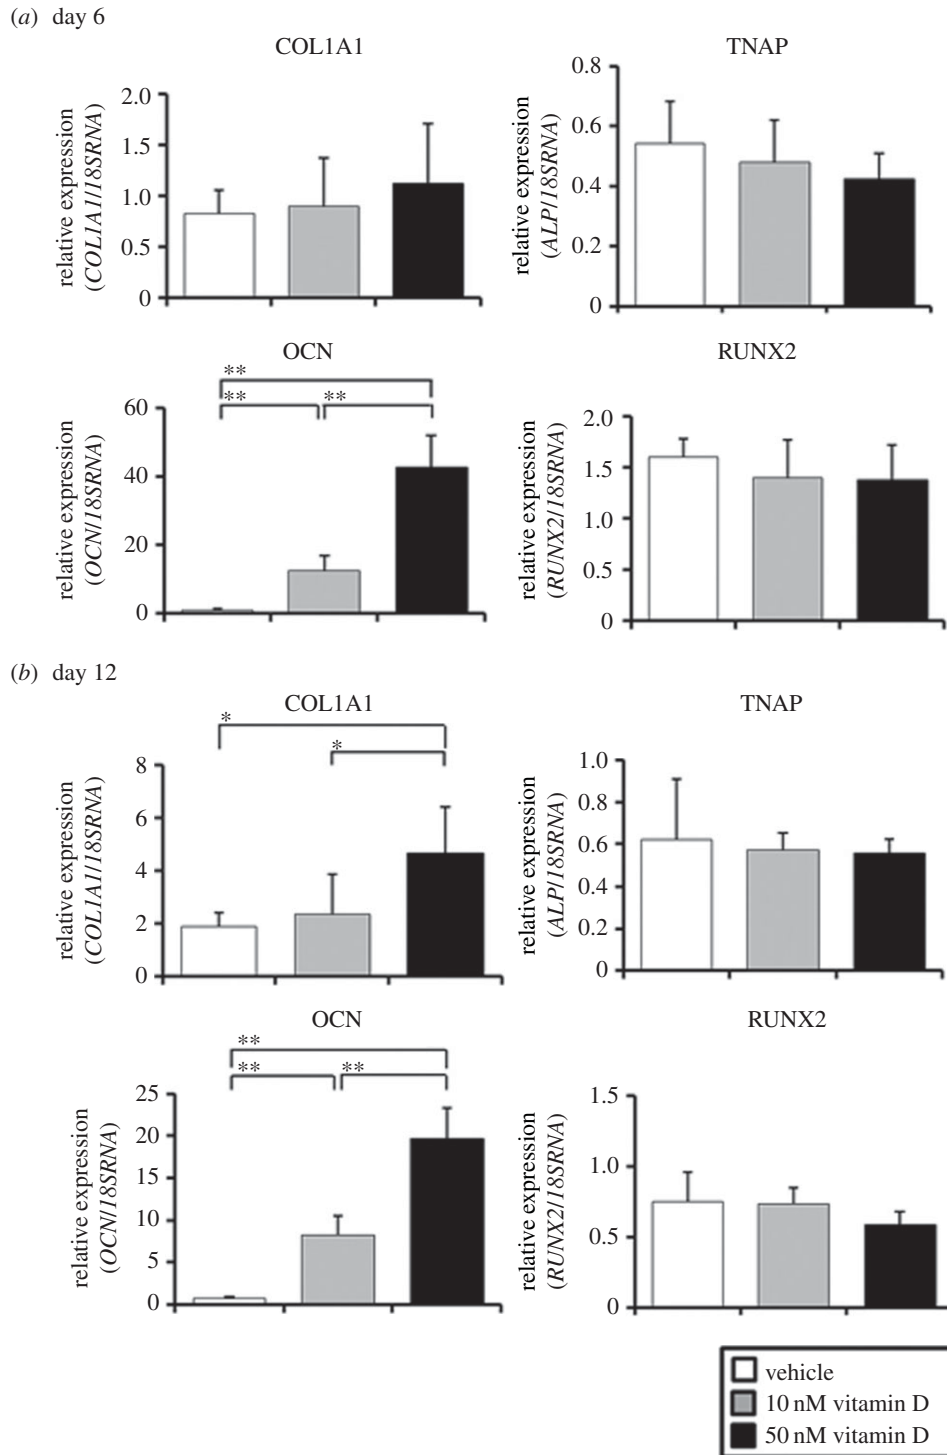 (a) day 6
COL1A1
relative expression
(COL1A1/18SRNA)
2.0
1.5
1.0
0.5
0
TNAP
relative expression
(ALP/18SRNA)
0.8
0.6
0.4
0.2
0
OCN
** 
** **
relative expression
(OCN/18SRNA)
60
40
20
0
RUNX2
relative expression
(RUNX2/18SRNA)
2.0
1.5
1.0
0.5
0
(b) day 12
COL1A1
*
*
relative expression
(COL1A1/18SRNA)
8
6
4
2
0
TNAP
relative expression
(ALP/18SRNA)
1.0
0.8
0.6
0.4
0.2
0
OCN
**
** **
relative expression
(OCN/18SRNA)
25
20
15
10
5
0
RUNX2
relative expression
(RUNX2/18SRNA)
1.5
1.0
0.5
0
vehicle
10 nM vitamin D
50 nM vitamin D